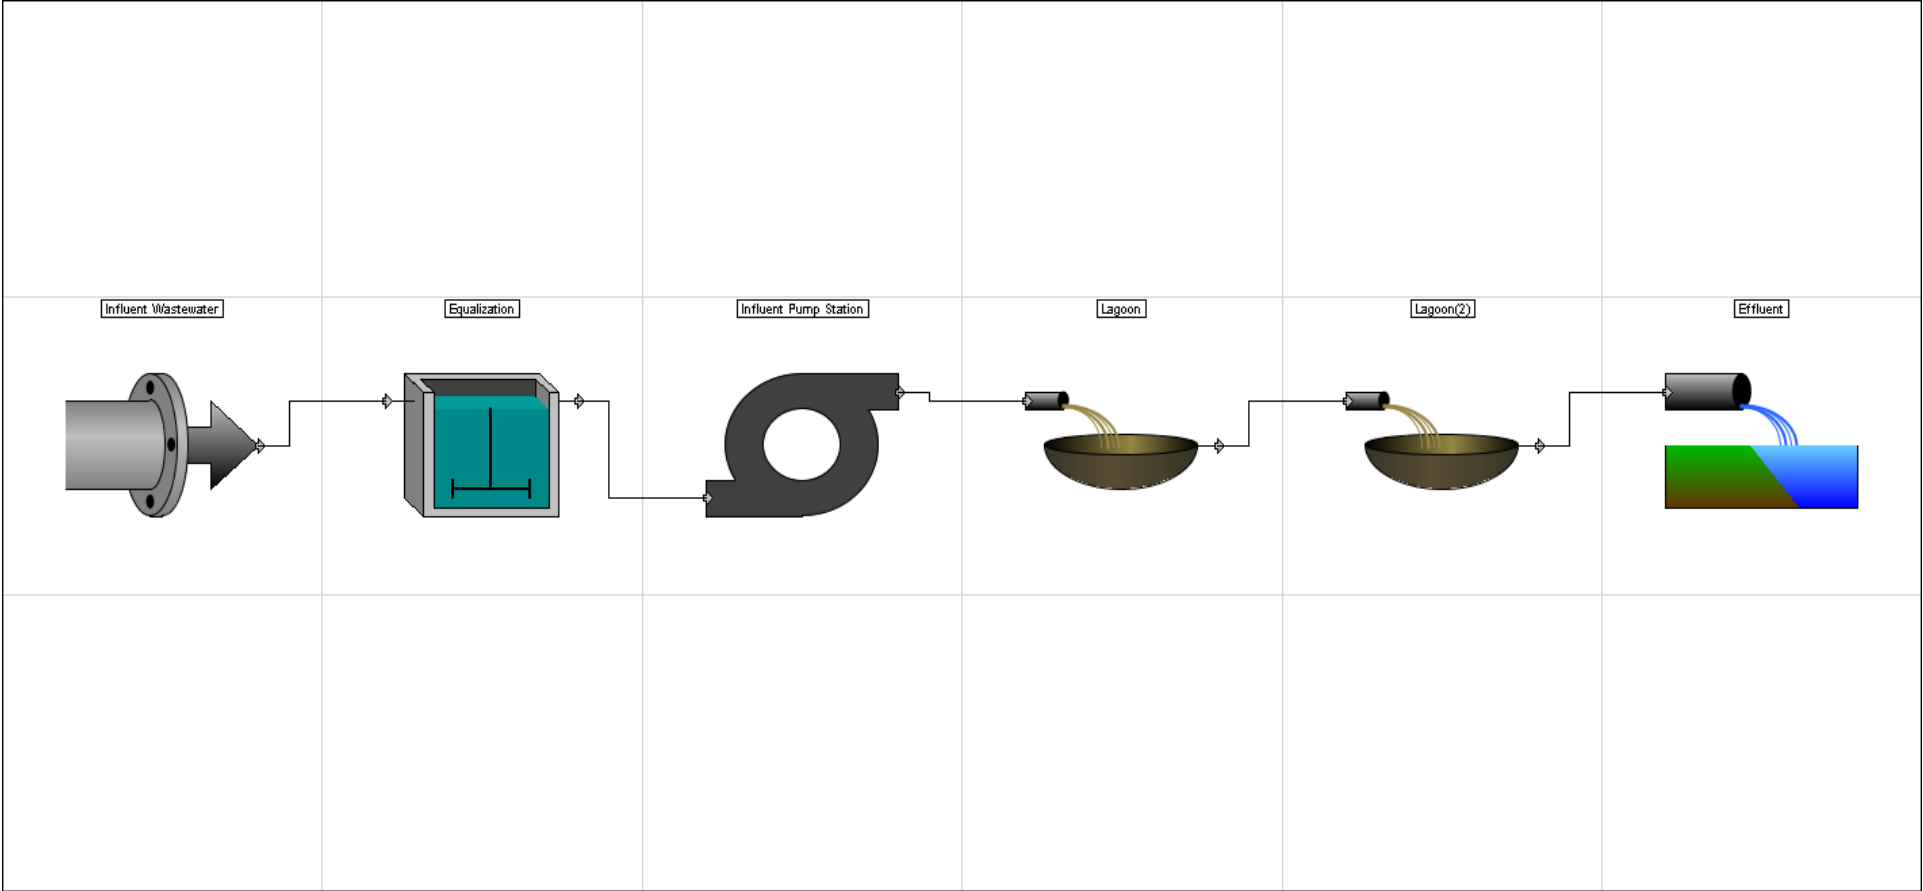 Influent Wastewater
Equalization
Influent Pump Station
Lagoon
Lagoon(2)
Effluent